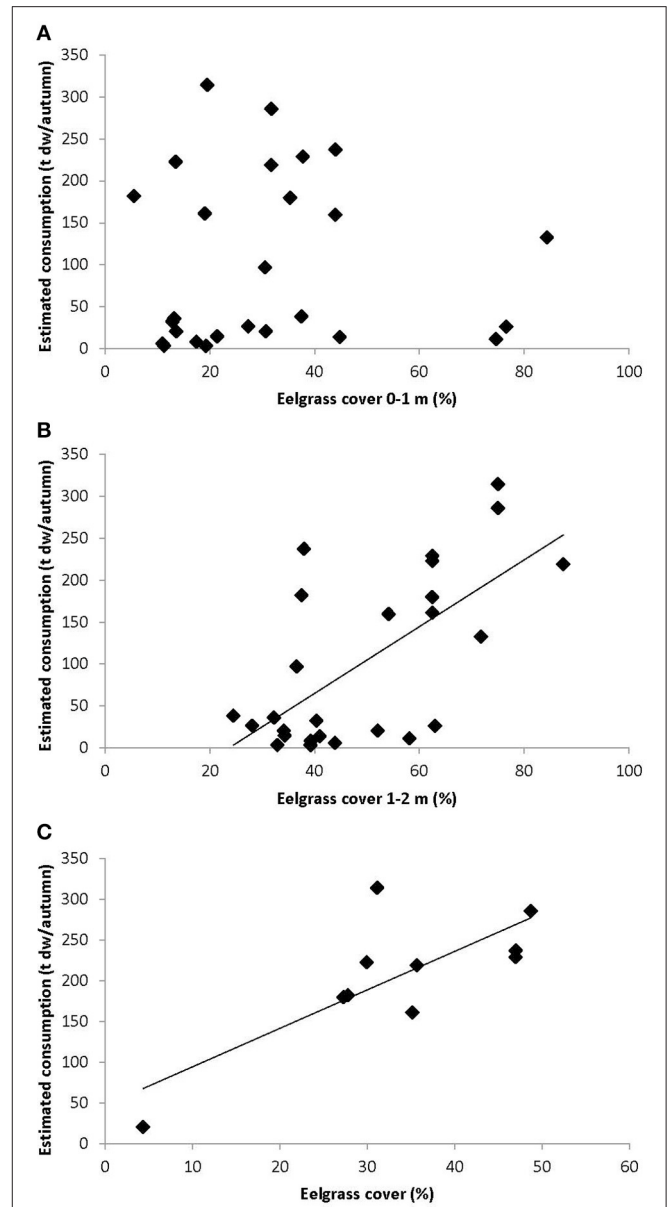 A
Estimated consumption (t dw/autumn)
350
300
250
200
150
100
50
0
0 20 40 60 80 100
Eelgrass cover 0-1 m (%)
B
Estimated consumption (t dw/autumn)
350
300
250
200
150
100
50
0
0 20 40 60 80 100
Eelgrass cover 1-2 m (%)
C
Estimated consumption (t dw/autumn)
350
300
250
200
150
100
50
0
0 10 20 30 40 50 60
Eelgrass cover (%)